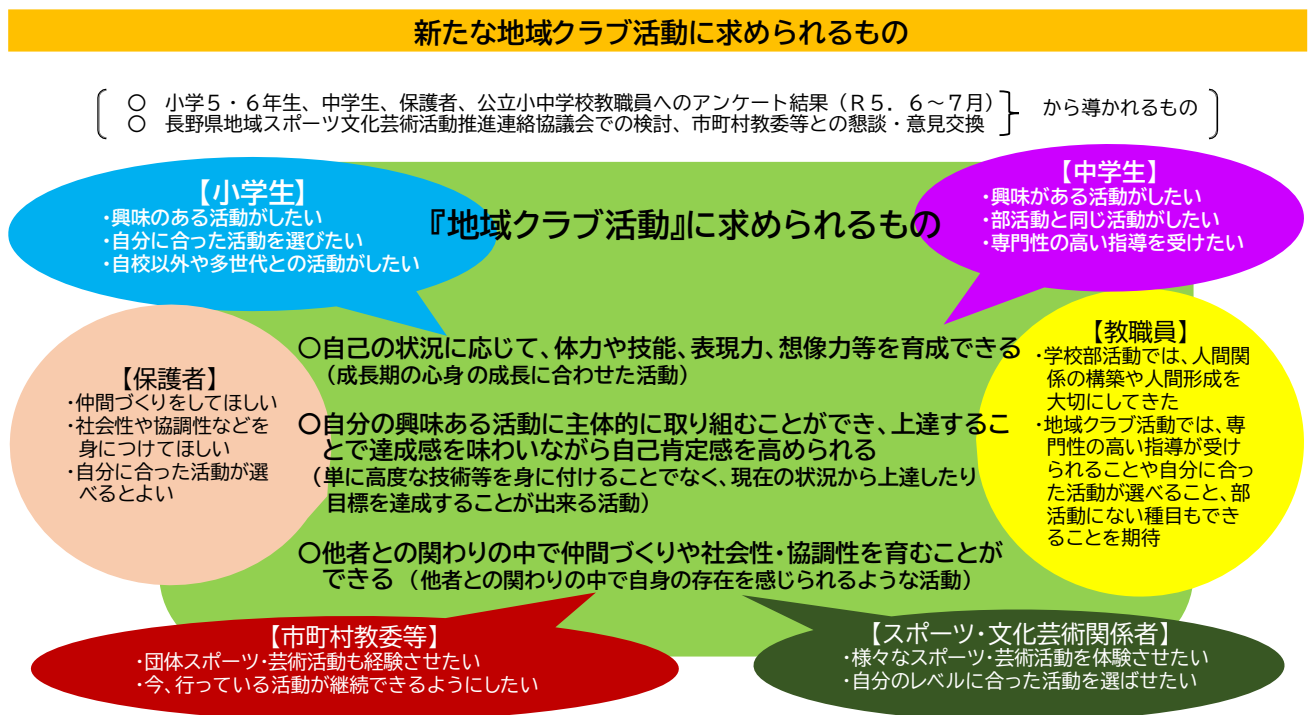 新たな地域クラブ活動に求められるもの
○ 小学5・6年生、中学生、保護者、公立小中学校教職員へのアンケート結果(R5.6~7月)
○ 長野県地域スポーツ文化芸術活動推進連絡協議会での検討、市町村教委等との懇談・意見交換
から導かれるもの
【小学生】
・興味のある活動がしたい
・自分に合った活動を選びたい
・自校以外や多世代との活動がしたい
『地域クラブ活動』に求められるもの
【中学生】
・興味がある活動がしたい
・部活動と同じ活動がしたい
・専門性の高い指導を受けたい
【保護者】
・仲間づくりをしてほしい
・社会性や協調性などを
身につけてほしい
・自分に合った活動が選
べるとよい
○自己の状況に応じて、体力や技能、表現力、想像力等を育成できる
(成長期の心身の成長に合わせた活動)
○自分の興味ある活動に主体的に取り組むことができ、上達するこ
とで達成感を味わいながら自己肯定感を高められる
(単に高度な技術等を身に付けることでなく、現在の状況から上達したり
目標を達成することが出来る活動)
○他者との関わりの中で仲間づくりや社会性・協調性を育むことが
できる(他者との関わりの中で自身の存在を感じられるような活動)
【教職員】
・学校部活動では、人間関
係の構築や人間形成を
大切にしてきた
・地域クラブ活動では、専
門性の高い指導が受け
られることや自分に合っ
た活動が選べること、部
活動にない種目もでき
ることを期待
【市町村教委等】
・団体スポーツ・芸術活動も経験させたい
・今、行っている活動が継続できるようにしたい
【スポーツ・文化芸術関係者】
・様々なスポーツ・芸術活動を体験させたい
・自分のレベルに合った活動を選ばせたい